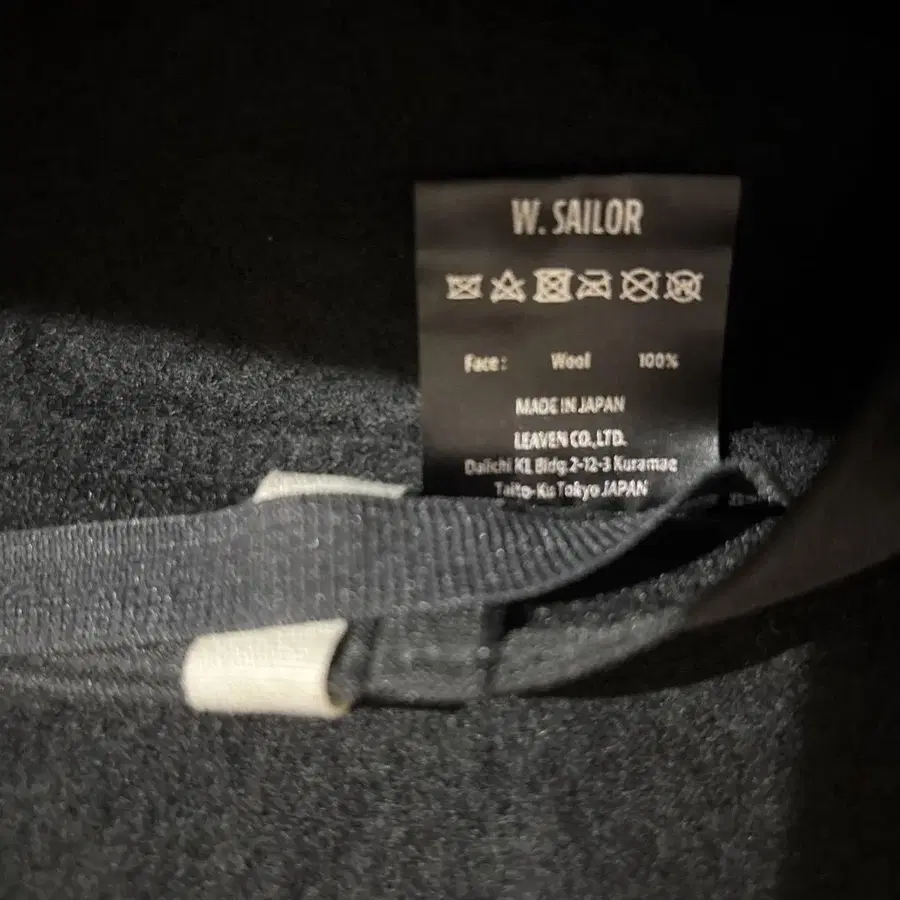 W. SAILOR
Face: Wool 100%
MADE IN JAPAN
LEAVEN CO.,LTD.
Daiichi KL Bldg.2-12-3 Kuramae
Taito-Ku Tokyo JAPAN